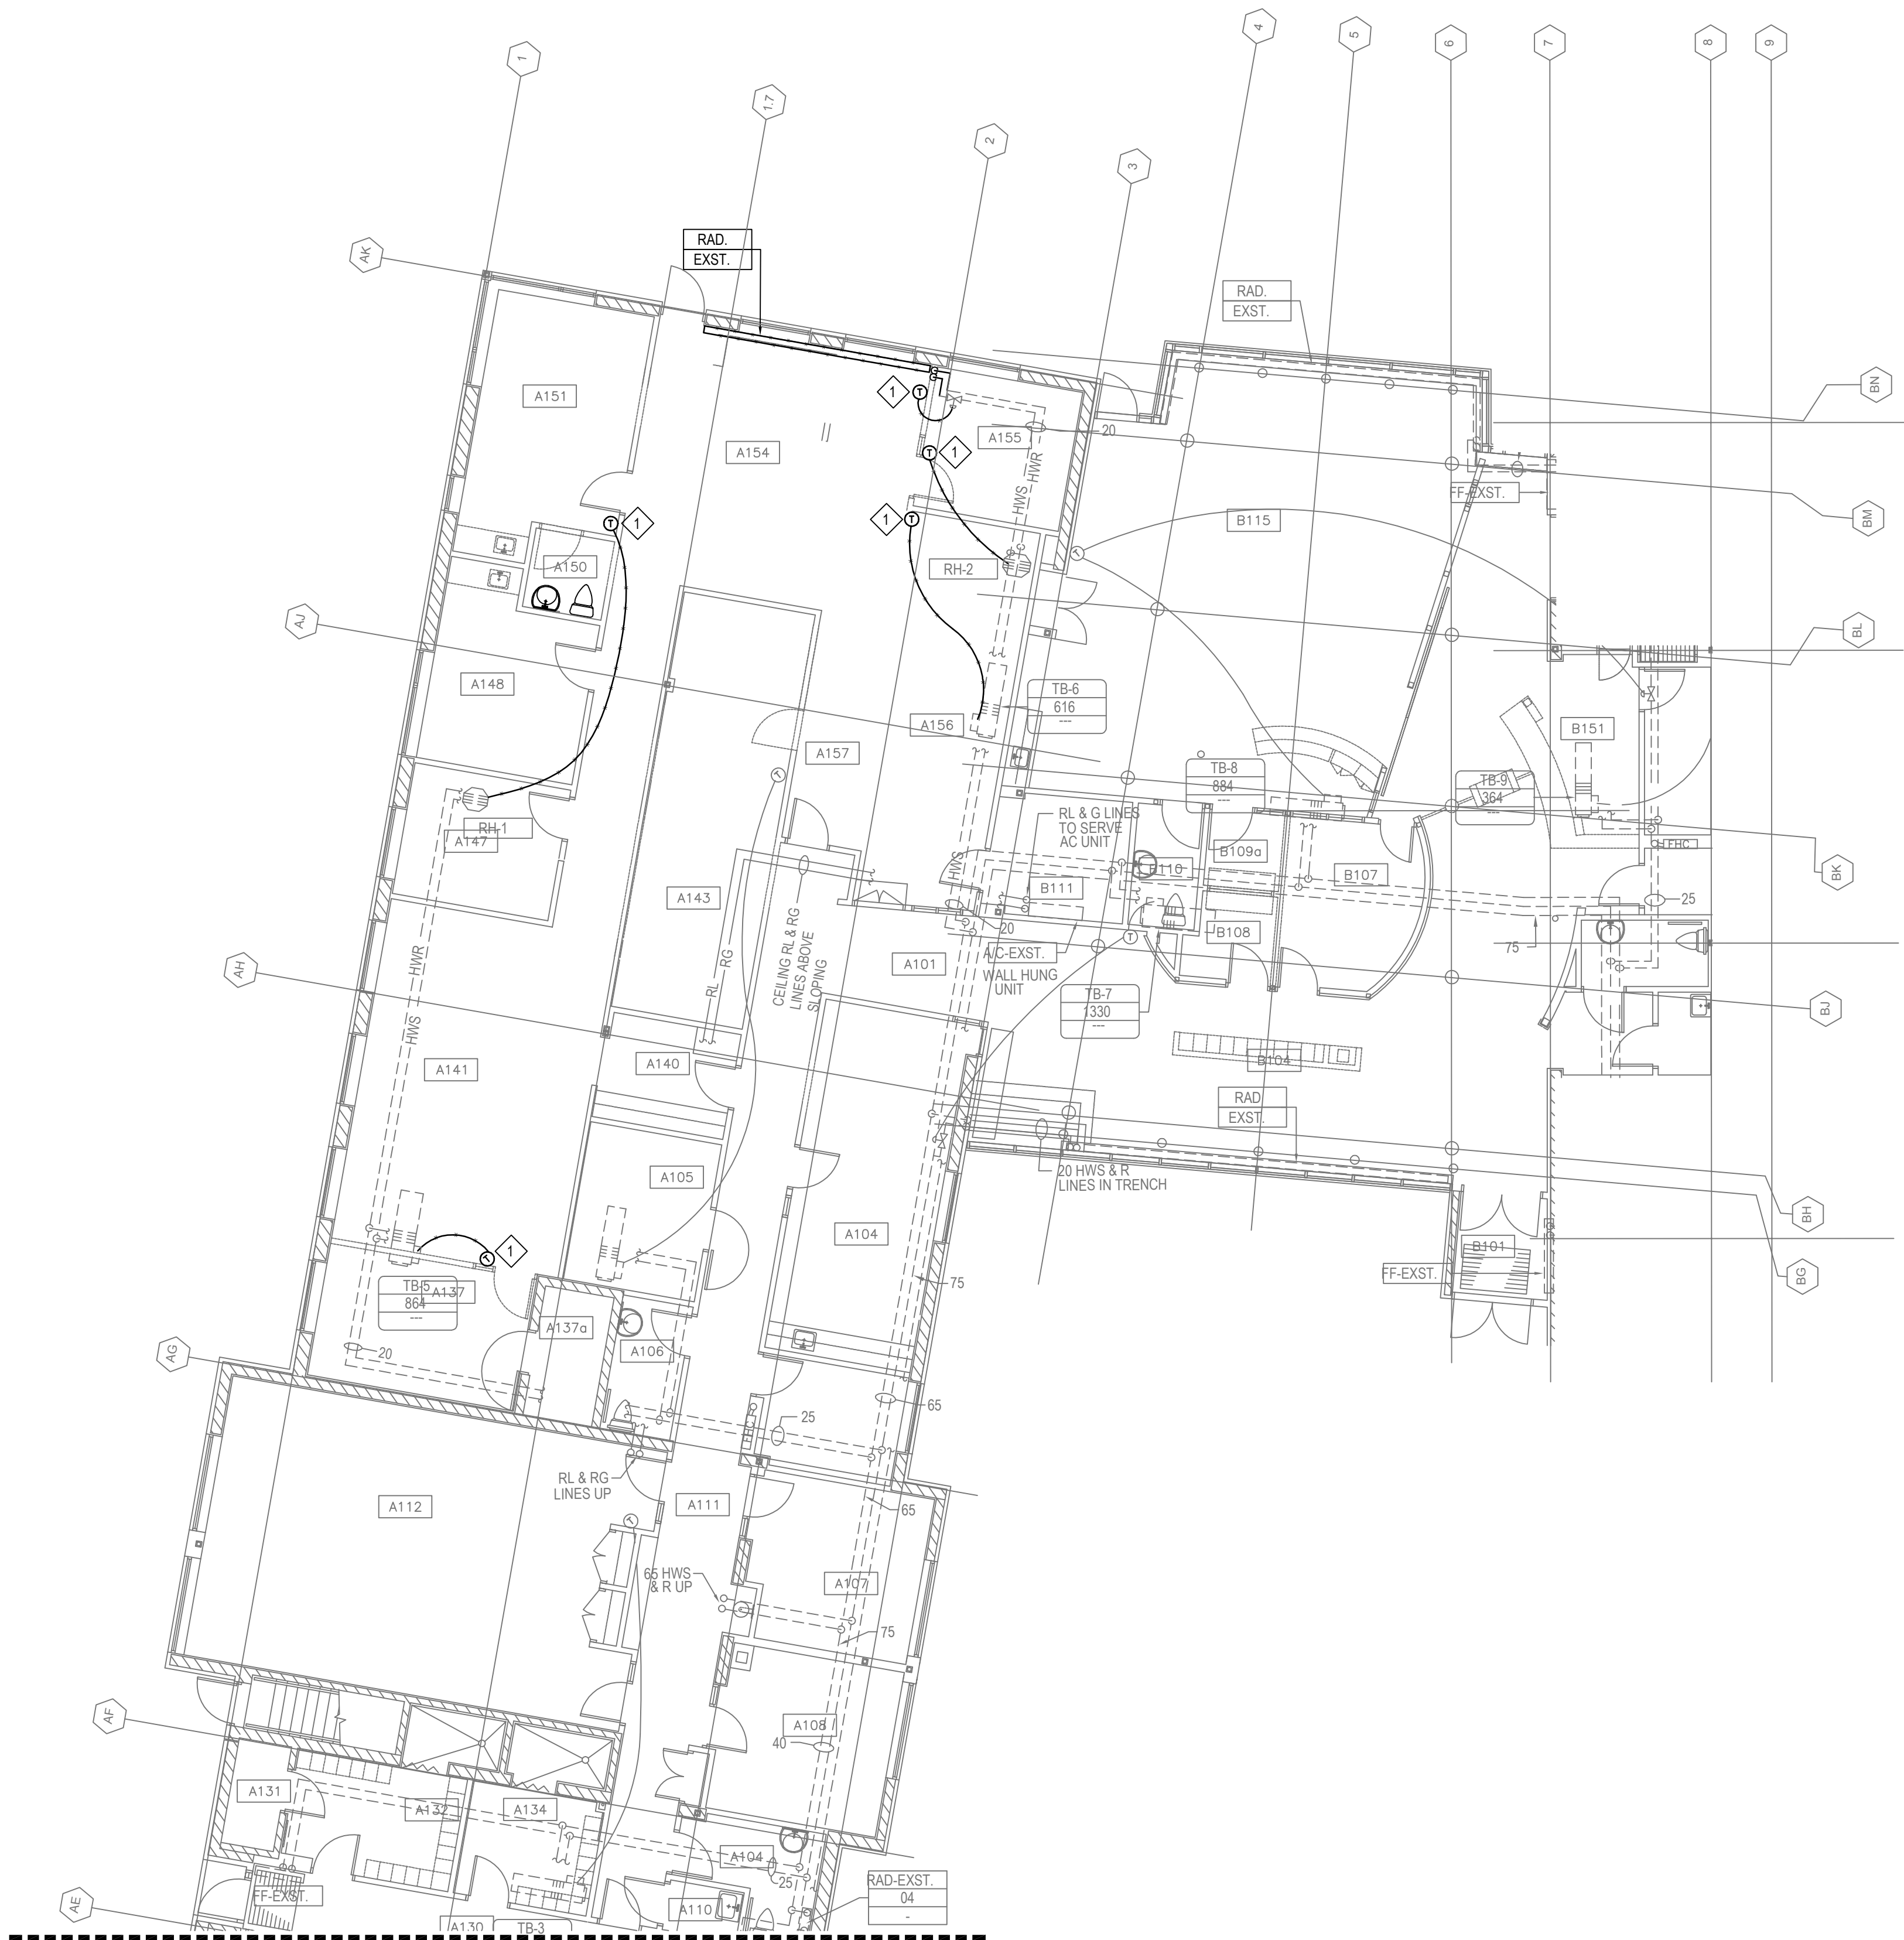 1
1.7
2
3
4
5
6
7
8
9
AK
RAD.
EXST.
RAD.
EXST.
BN
A151
1
A154
1
A155
20
HWS
HWR
FF-EXST.
BM
1
1
B115
A150
RH-2
AJ
BL
A148
TB-6
616
---
A156
B151
A157
TB-8
884
---
TB-9
364
---
RH-1
A147
RL & G LINES
TO SERVE
AC UNIT
FHC
B109a
HWS
B110
B107
BK
B111
A143
25
20
B108
HWR
RL
RG
CEILING RL & RG
LINES ABOVE
SLOPING
A/C-EXST.
WALL HUNG
UNIT
75
AH
A101
TB-7
1330
---
BJ
HWS
B104
A140
A141
RAD
EXST.
20 HWS & R
LINES IN TRENCH
A105
BH
A104
1
B101
FF-EXST.
BG
75
TB-5
864
---
A137
A137a
A106
20
AG
65
25
FHC
RL & RG
LINES UP
A112
A111
65
65 HWS
& R UP
A107
75
AF
A108
40
A131
A132
A134
A104
25
RAD-EXST.
04
-
AE
FF-EXST.
A110
A130
TB-3